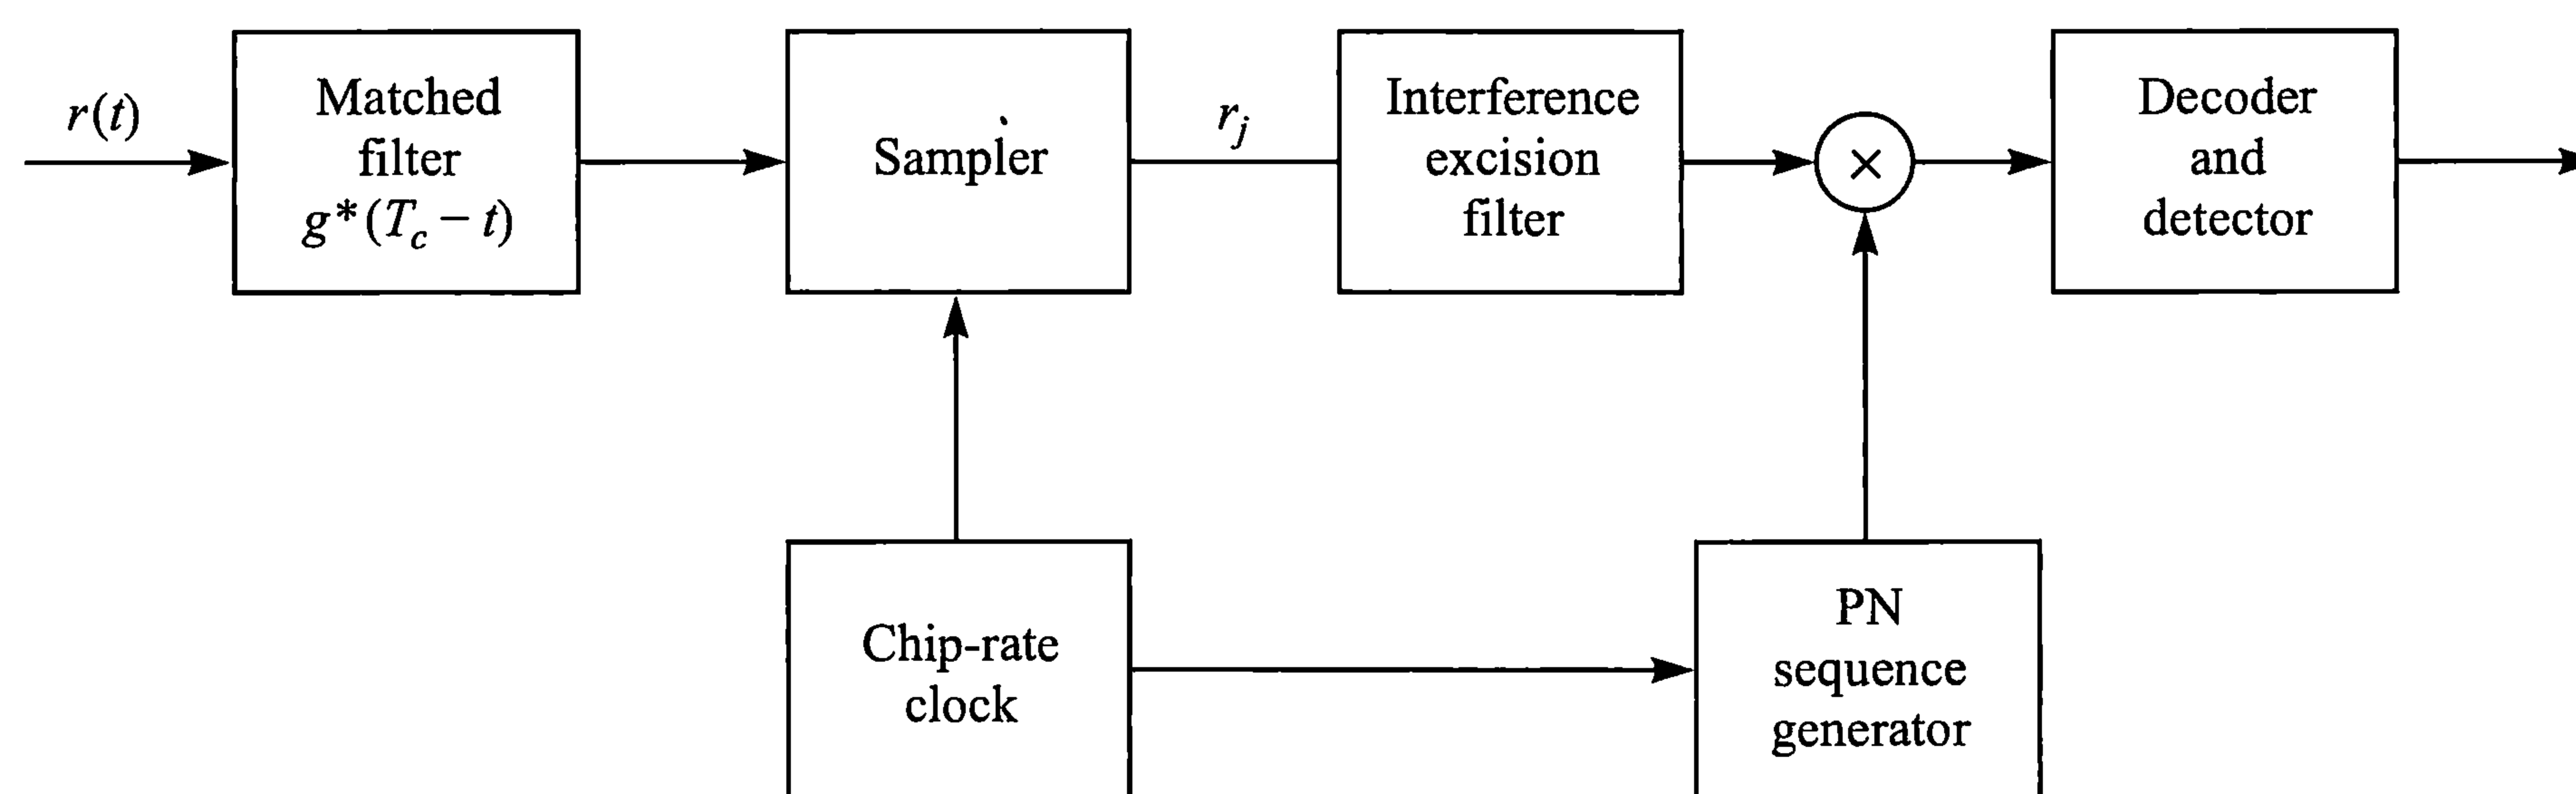 r(t)
Matched
filter
g*(T_c − t)
Sampler
r_j
Interference
excision
filter
×
Decoder
and
detector
Chip-rate
clock
PN
sequence
generator